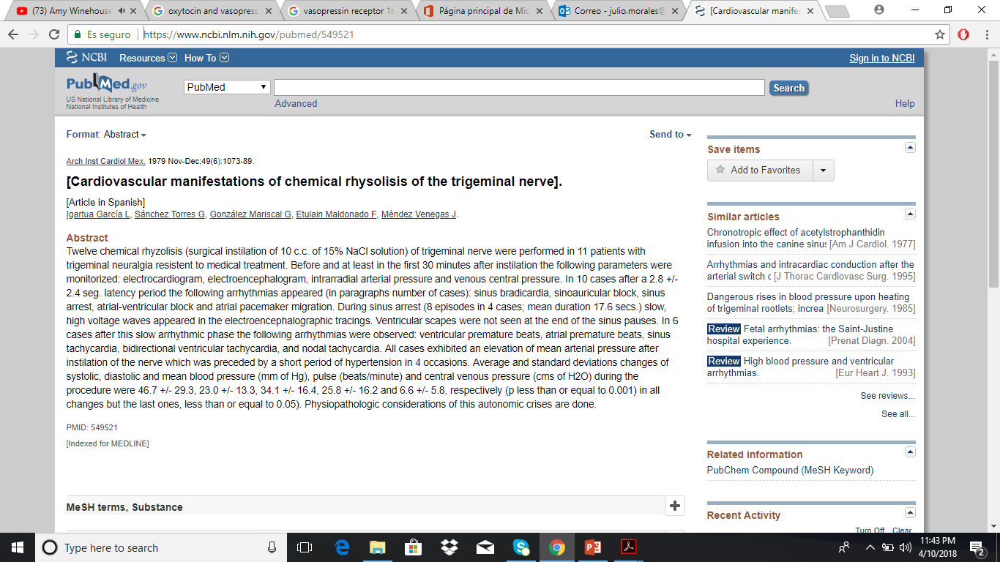 (73) Amy Winehouse
oxytocin and vasopress
vasopressin receptor 1b
Página principal de Mic
Correo - julio.morales@
[Cardiovascular manifes
Es seguro
https://www.ncbi.nlm.nih.gov/pubmed/549521
NCBI Resources How To Sign in to NCBI
PubMed.gov
US National Library of Medicine
National Institutes of Health
PubMed
Search
Advanced
Help
Format: Abstract
Send to
Arch Inst Cardiol Mex. 1979 Nov-Dec;49(6):1073-89.
[Cardiovascular manifestations of chemical rhysolisis of the trigeminal nerve].
[Article in Spanish]
Igartua García L, Sánchez Torres G, González Mariscal G, Etulain Maldonado F, Méndez Venegas J.
Abstract
Twelve chemical rhyzolisis (surgical instilation of 10 c.c. of 15% NaCl solution) of trigeminal nerve were performed in 11 patients with
trigeminal neuralgia resistent to medical treatment. Before and at least in the first 30 minutes after instilation the following parameters were
monitorized: electrocardiogram, electroencephalogram, intrarradial arterial pressure and venous central pressure. In 10 cases after a 2.8 +/-
2.4 seg. latency period the following arrhythmias appeared (in paragraphs number of cases): sinus bradicardia, sinoauricular block, sinus
arrest, atrial-ventricular block and atrial pacemaker migration. During sinus arrest (8 episodes in 4 cases; mean duration 17.6 secs.) slow,
high voltage waves appeared in the electroencephalographic tracings. Ventricular scapes were not seen at the end of the sinus pauses. In 6
cases after this slow arrhythmic phase the following arrhythmias were observed: ventricular premature beats, atrial premature beats, sinus
tachycardia, bidirectional ventricular tachycardia, and nodal tachycardia. All cases exhibited an elevation of mean arterial pressure after
instilation of the nerve which was preceded by a short period of hypertension in 4 occasions. Average and standard deviations changes of
systolic, diastolic and mean blood pressure (mm of Hg), pulse (beats/minute) and central venous pressure (cms of H2O) during the
procedure were 46.7 +/- 29.3, 23.0 +/- 13.3, 34.1 +/- 16.4, 25.8 +/- 16.2 and 6.6 +/- 5.8, respectively (p less than or equal to 0.001) in all
changes but the last ones, less than or equal to 0.05). Physiopathologic considerations of this autonomic crises are done.
PMID: 549521
[Indexed for MEDLINE]
MeSH terms, Substance
Save items
Add to Favorites
Similar articles
Chronotropic effect of acetylstrophanthidin
infusion into the canine sinus [Am J Cardiol. 1977]
Arrhythmias and intracardiac conduction after the
arterial switch o [J Thorac Cardiovasc Surg. 1995]
Dangerous rises in blood pressure upon heating
of trigeminal rootlets; increa [Neurosurgery. 1985]
Review Fetal arrhythmias: the Saint-Justine
hospital experience. [Prenat Diagn. 2004]
Review High blood pressure and ventricular
arrhythmias. [Eur Heart J. 1993]
See reviews...
See all...
Related information
PubChem Compound (MeSH Keyword)
Recent Activity
Turn Off Clear
Type here to search
11:43 PM
4/10/2018
2